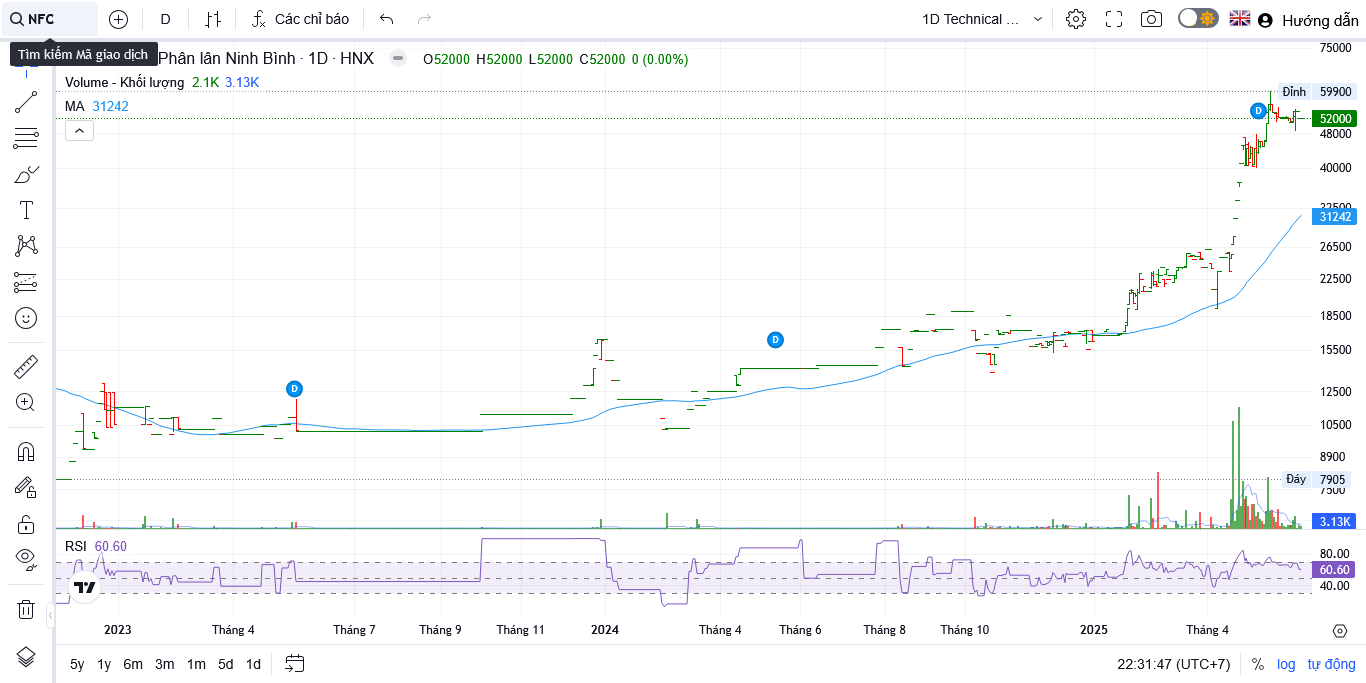 NFC
D
Các chỉ báo
1D Technical ...
Hướng dẫn
Tìm kiếm Mã giao dịch
Phân lân Ninh Bình · 1D · HNX
O52000 H52000 L52000 C52000 0 (0.00%)
Volume - Khối lượng 2.1K 3.13K
MA 31242
75000
Đỉnh 59900
52000
48000
40000
32500
31242
26500
22500
18500
15500
12500
10500
8900
Đáy 7905
7500
3.13K
D
D
D
RSI 60.60
80.00
60.60
40.00
2023 Tháng 4 Tháng 7 Tháng 9 Tháng 11 2024 Tháng 4 Tháng 6 Tháng 8 Tháng 10 2025 Tháng 4
5y 1y 6m 3m 1m 5d 1d
22:31:47 (UTC+7) % log tự động